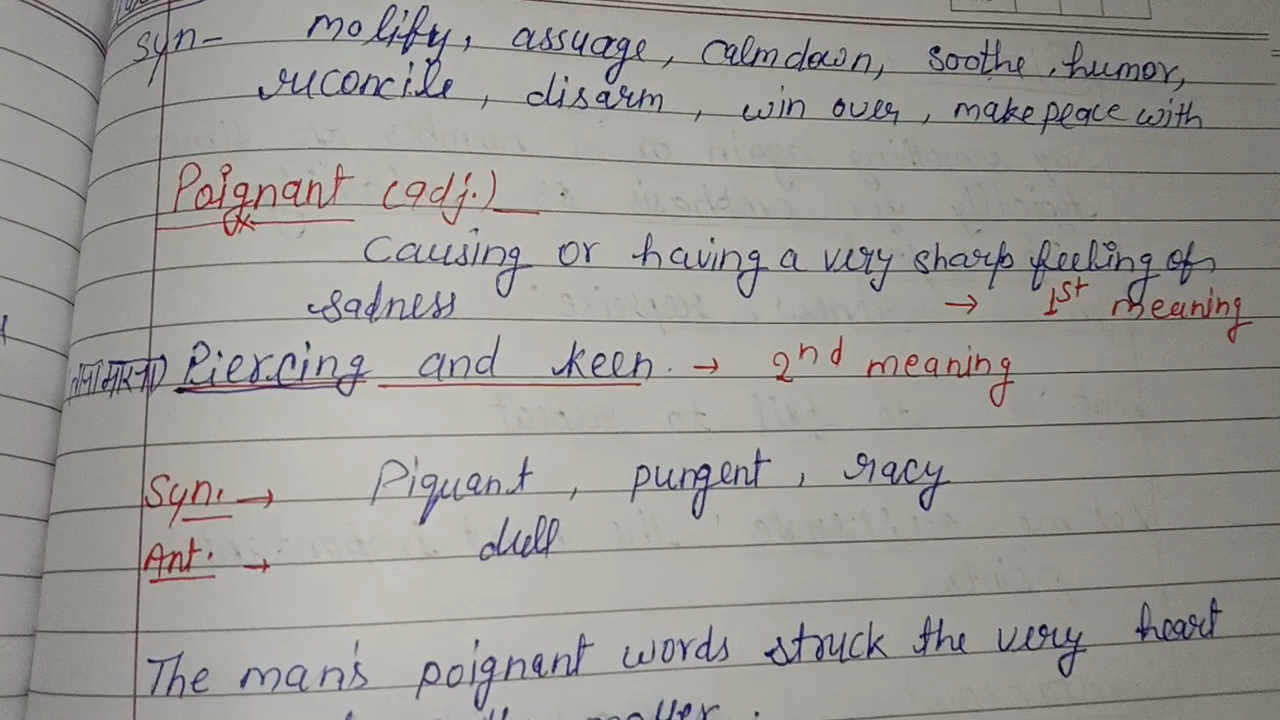 syn- molify, assuage, calm down, soothe, humor,
reconcile, disarm, win over, make peace with
Poignant (adj.)
Causing or having a very sharp feeling of
sadness → 1st meaning
Piercing and keen. → 2nd meaning
Syn. → Piquant, pungent, racy
Ant. → dull
The man's poignant words struck the very heart
matter.